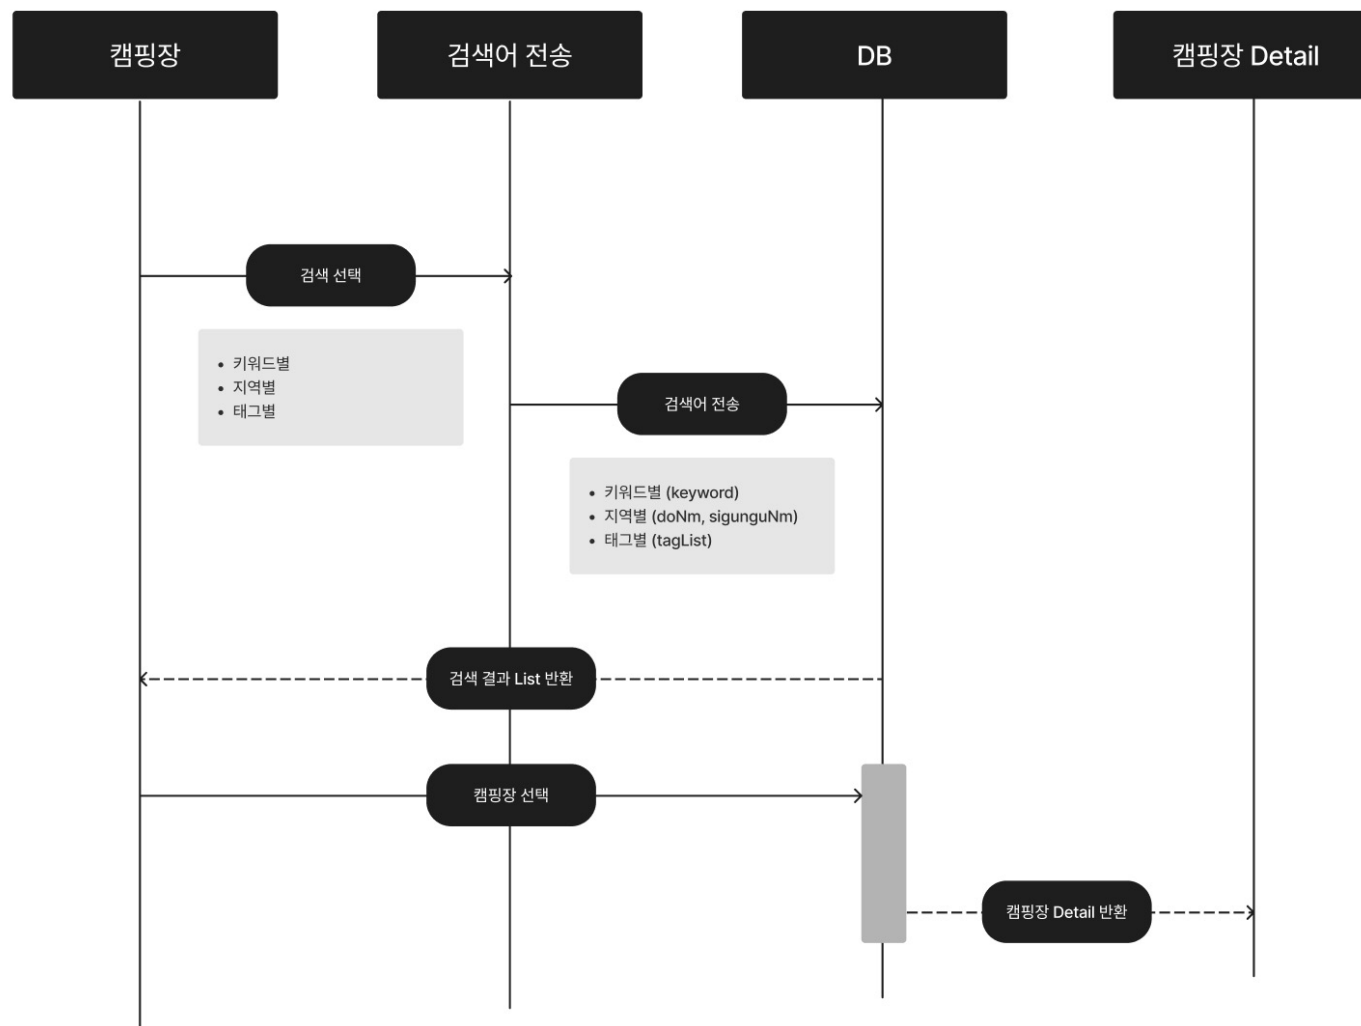 캠핑장
검색어 전송
DB
캠핑장 Detail
검색 선택
• 키워드별
• 지역별
• 태그별
검색어 전송
• 키워드별 (keyword)
• 지역별 (doNm, sigunguNm)
• 태그별 (tagList)
검색 결과 List 반환
캠핑장 선택
캠핑장 Detail 반환